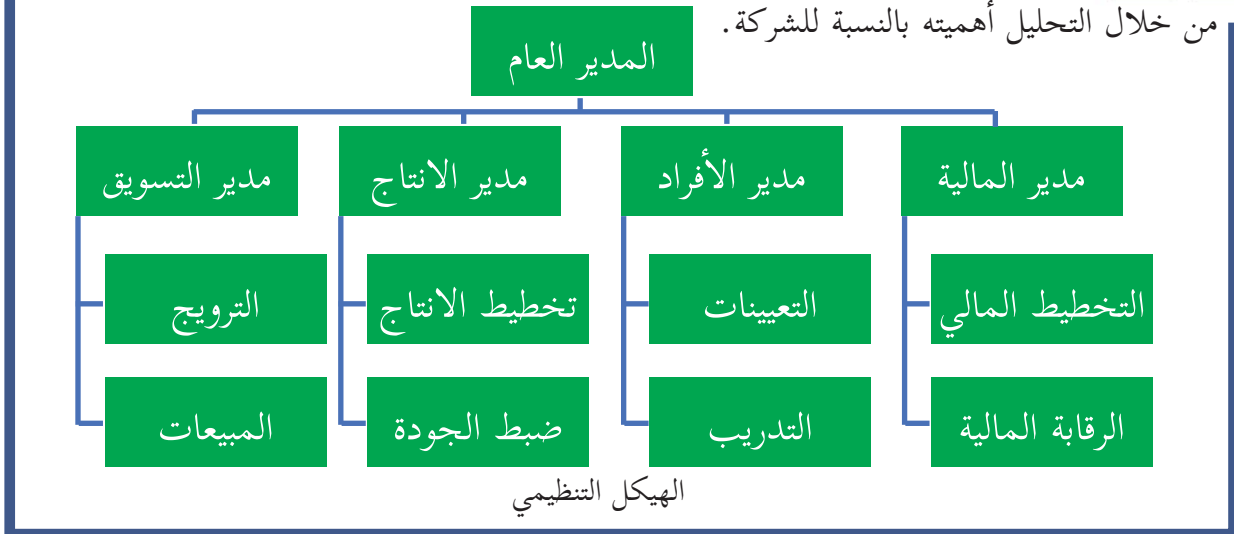 من خلال التحليل أهميته بالنسبة للشركة.
المدير العام
مدير المالية
مدير الأفراد
مدير الانتاج
مدير التسويق
التخطيط المالي
التعيينات
تخطيط الانتاج
الترويج
الرقابة المالية
التدريب
ضبط الجودة
المبيعات
الهيكل التنظيمي